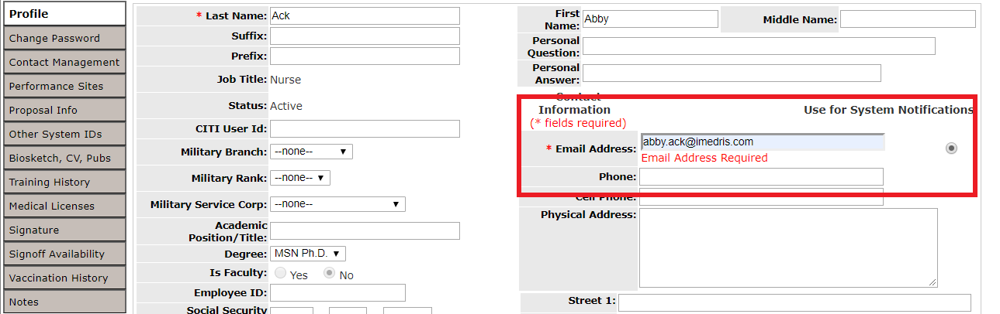 Profile
Change Password
Contact Management
Performance Sites
Proposal Info
Other System IDs
Biosketch, CV, Pubs
Training History
Medical Licenses
Signature
Signoff Availability
Vaccination History
Notes
* Last Name: Ack
Suffix:
Prefix:
Job Title: Nurse
Status: Active
CITI User Id:
Military Branch: --none--
Military Rank: --none--
Military Service Corp: --none--
Academic
Position/Title:
Degree: MSN Ph.D.
Is Faculty: Yes No
Employee ID:
Social Security
First
Name: Abby
Middle Name:
Personal
Question:
Personal
Answer:
Contact
Information
Use for System Notifications
(* fields required)
* Email Address: abby.ack@imedris.com
Email Address Required
Phone:
Cell Phone:
Physical Address:
Street 1: